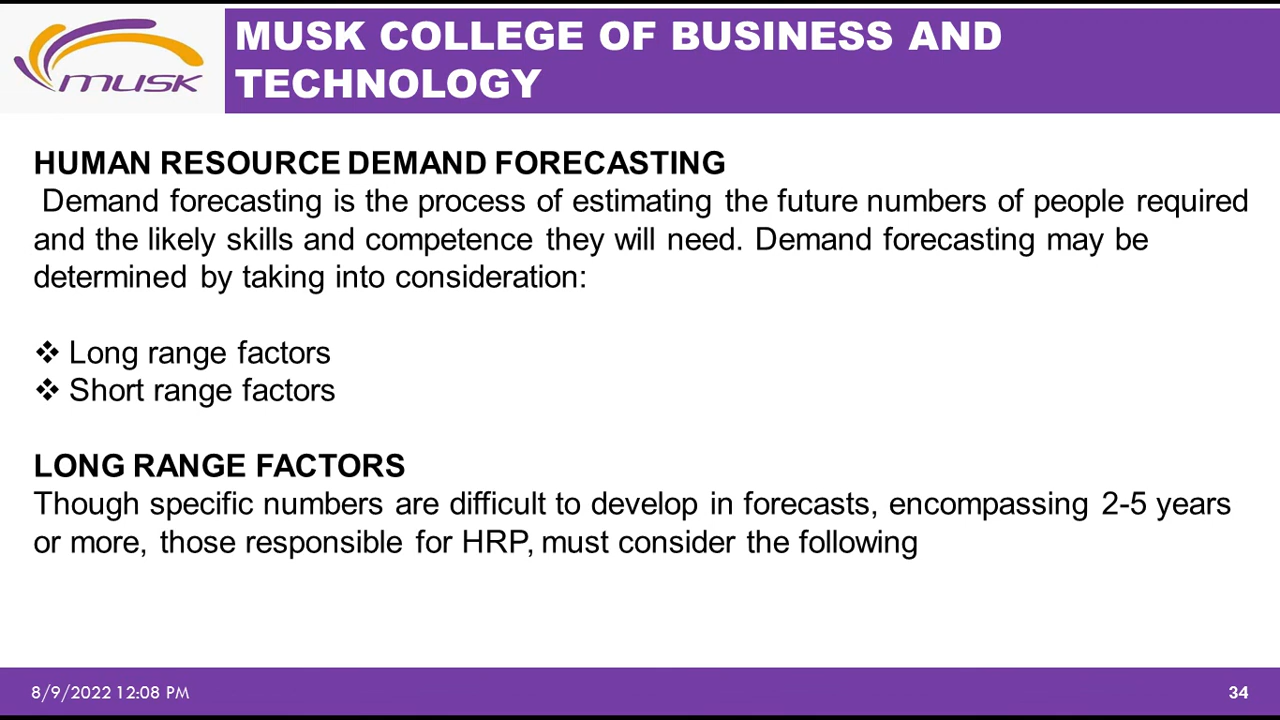 musk
MUSK COLLEGE OF BUSINESS AND
TECHNOLOGY
HUMAN RESOURCE DEMAND FORECASTING
Demand forecasting is the process of estimating the future numbers of people required
and the likely skills and competence they will need. Demand forecasting may be
determined by taking into consideration:
❖ Long range factors
❖ Short range factors
LONG RANGE FACTORS
Though specific numbers are difficult to develop in forecasts, encompassing 2-5 years
or more, those responsible for HRP, must consider the following
8/9/2022 12:08 PM
34